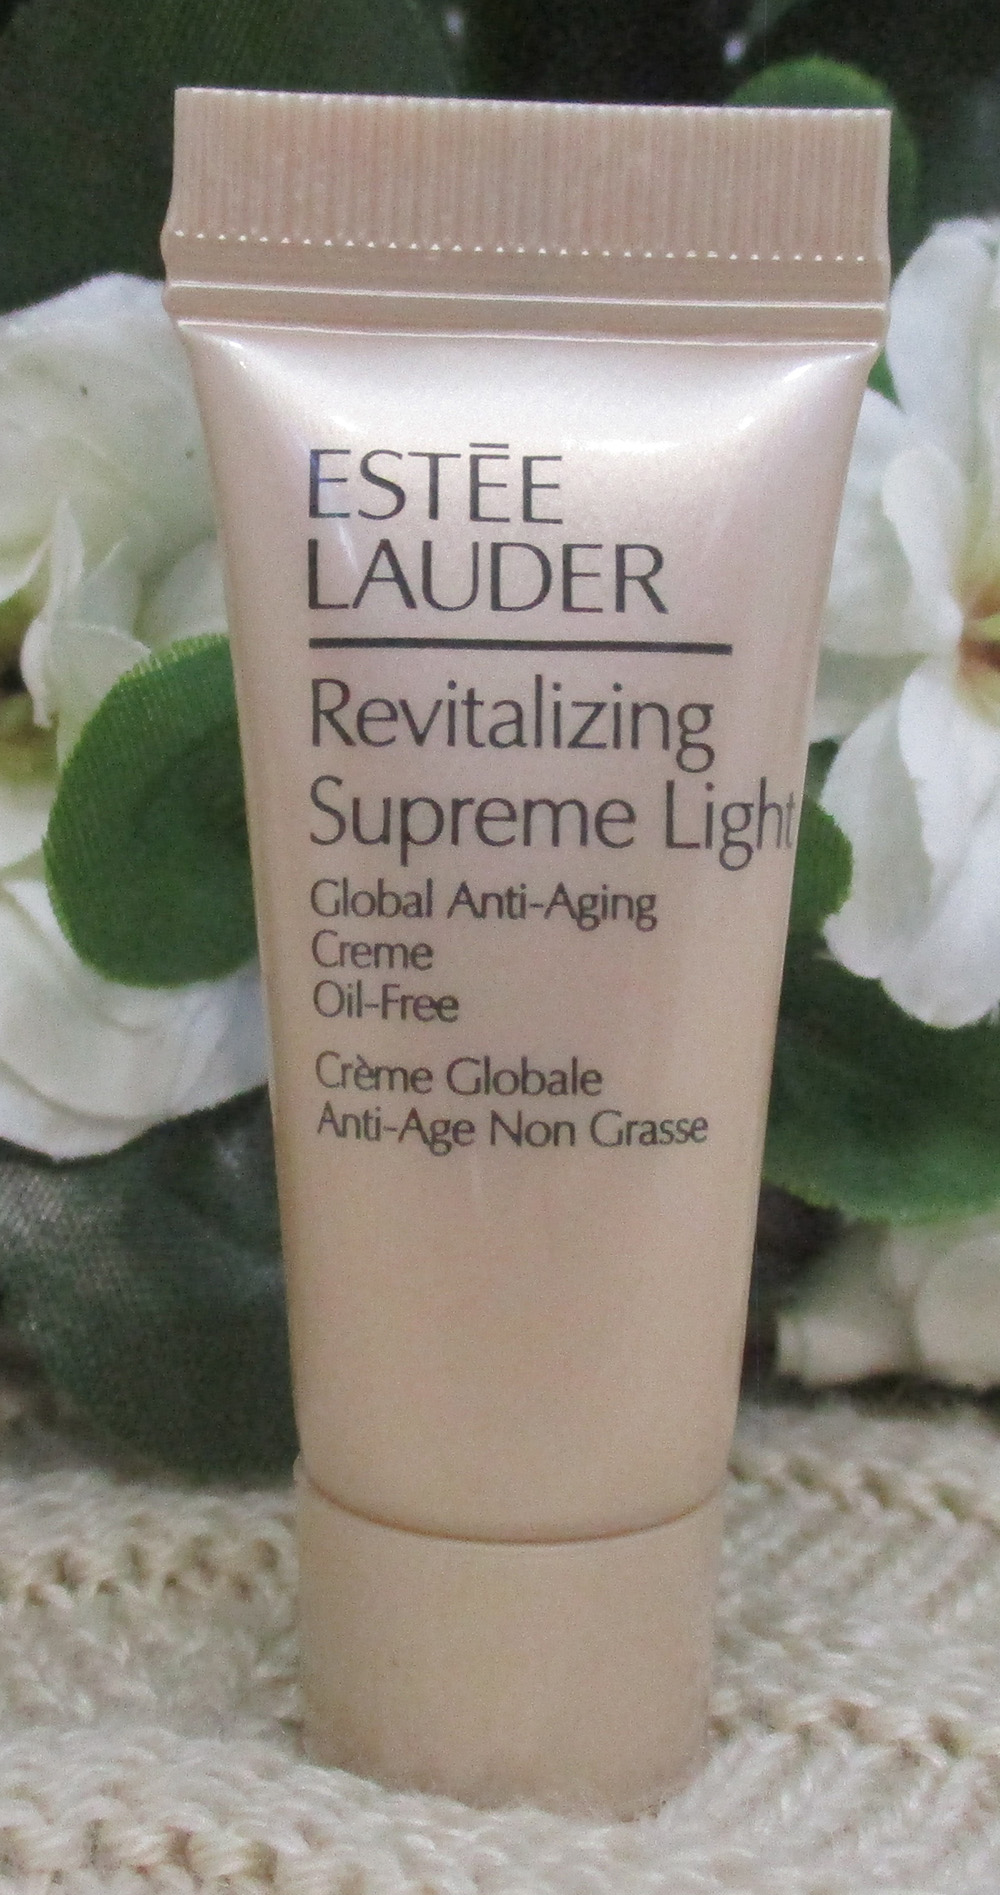 ESTĒE
LAUDER
Revitalizing
Supreme Light
Global Anti-Aging
Creme
Oil-Free
Crème Globale
Anti-Age Non Grasse